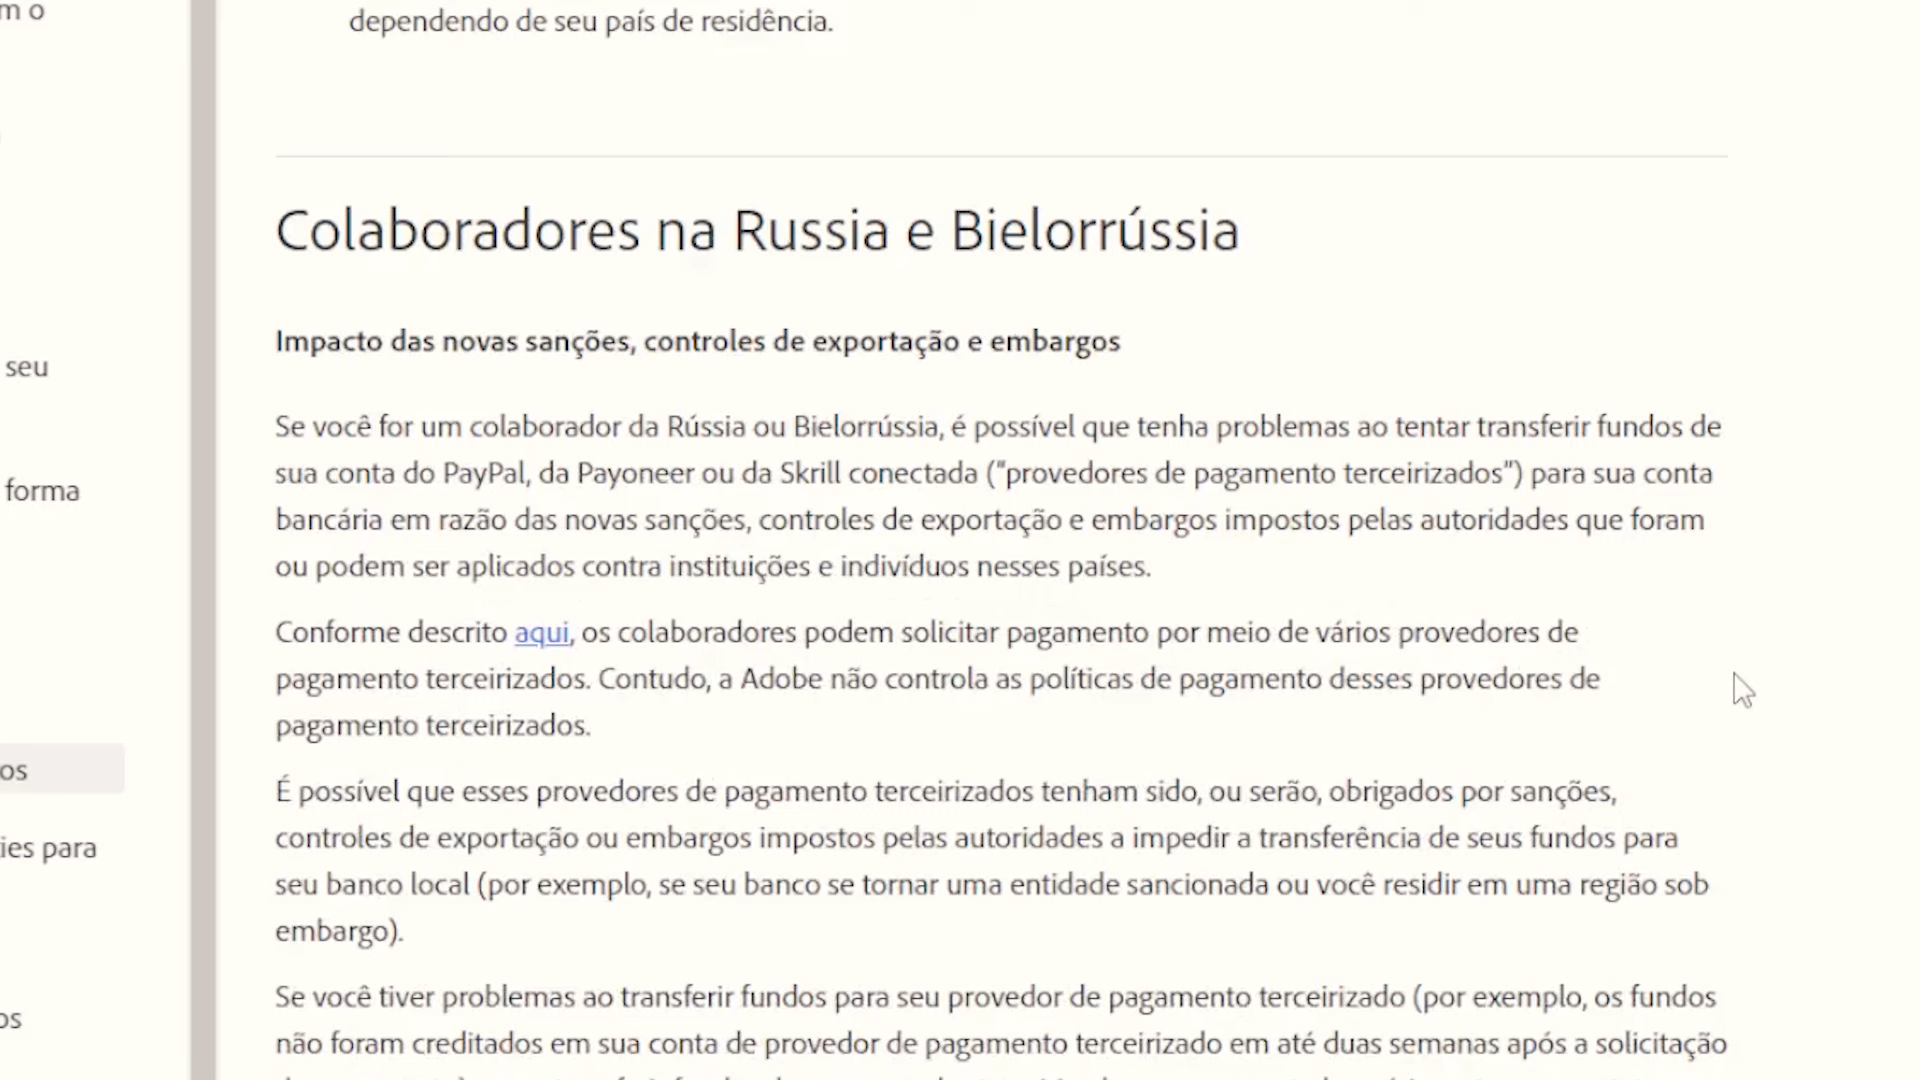 m o
dependendo de seu país de residência.
Colaboradores na Russia e Bielorrússia
Impacto das novas sanções, controles de exportação e embargos
seu
Se você for um colaborador da Rússia ou Bielorrússia, é possível que tenha problemas ao tentar transferir fundos de
sua conta do PayPal, da Payoneer ou da Skrill conectada ("provedores de pagamento terceirizados") para sua conta
forma
bancária em razão das novas sanções, controles de exportação e embargos impostos pelas autoridades que foram
ou podem ser aplicados contra instituições e indivíduos nesses países.
Conforme descrito aqui, os colaboradores podem solicitar pagamento por meio de vários provedores de
pagamento terceirizados. Contudo, a Adobe não controla as políticas de pagamento desses provedores de
pagamento terceirizados.
os
É possível que esses provedores de pagamento terceirizados tenham sido, ou serão, obrigados por sanções,
controles de exportação ou embargos impostos pelas autoridades a impedir a transferência de seus fundos para
ies para
seu banco local (por exemplo, se seu banco se tornar uma entidade sancionada ou você residir em uma região sob
embargo).
Se você tiver problemas ao transferir fundos para seu provedor de pagamento terceirizado (por exemplo, os fundos
os
não foram creditados em sua conta de provedor de pagamento terceirizado em até duas semanas após a solicitação